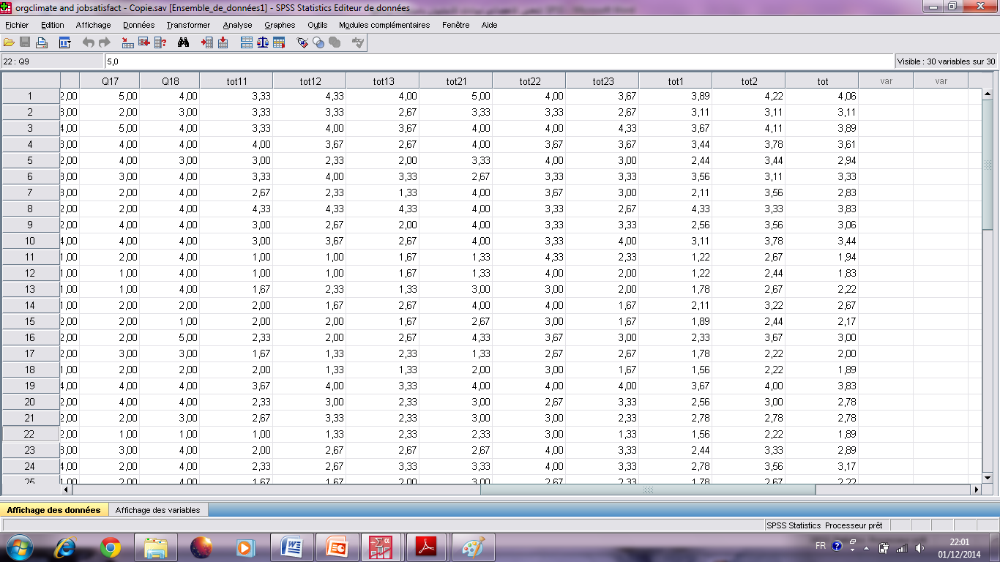 orgclimate and jobsatisfact - Copie.sav [Ensemble_de_données1] - SPSS Statistics Editeur de données
Fichier Edition Affichage Données Transformer Analyse Graphes Outils Modules complémentaires Fenêtre Aide
22 : Q9 5,0 Visible : 30 variables sur 30
Q17 Q18 tot11 tot12 tot13 tot21 tot22 tot23 tot1 tot2 tot var var
1 2,00 5,00 4,00 3,33 4,33 4,00 5,00 4,00 3,67 3,89 4,22 4,06
2 3,00 2,00 3,00 3,33 3,33 2,67 3,33 3,33 2,67 3,11 3,11 3,11
3 4,00 5,00 4,00 3,33 4,00 3,67 4,00 4,00 4,33 3,67 4,11 3,89
4 3,00 4,00 4,00 4,00 3,67 2,67 4,00 3,67 3,67 3,44 3,78 3,61
5 2,00 4,00 3,00 3,00 2,33 2,00 3,33 4,00 3,00 2,44 3,44 2,94
6 3,00 3,00 4,00 3,33 4,00 3,33 2,67 3,33 3,33 3,56 3,11 3,33
7 3,00 2,00 4,00 2,67 2,33 1,33 4,00 3,67 3,00 2,11 3,56 2,83
8 2,00 2,00 4,00 4,33 4,33 4,33 4,00 3,33 2,67 4,33 3,33 3,83
9 2,00 4,00 4,00 3,00 2,67 2,00 4,00 3,33 3,33 2,56 3,56 3,06
10 4,00 4,00 4,00 3,00 3,67 2,67 4,00 3,33 4,00 3,11 3,78 3,44
11 1,00 2,00 4,00 1,00 1,00 1,67 1,33 4,33 2,33 1,22 2,67 1,94
12 1,00 1,00 4,00 1,00 1,00 1,67 1,33 4,00 2,00 1,22 2,44 1,83
13 1,00 1,00 4,00 1,67 2,33 1,33 3,00 3,00 2,00 1,78 2,67 2,22
14 1,00 2,00 2,00 2,00 1,67 2,67 4,00 4,00 1,67 2,11 3,22 2,67
15 2,00 2,00 1,00 2,00 2,00 1,67 2,67 3,00 1,67 1,89 2,44 2,17
16 2,00 2,00 5,00 2,33 2,00 2,67 4,33 3,67 3,00 2,33 3,67 3,00
17 2,00 3,00 3,00 1,67 1,33 2,33 1,33 2,67 2,67 1,78 2,22 2,00
18 1,00 2,00 2,00 2,00 1,33 1,33 2,00 3,00 1,67 1,56 2,22 1,89
19 4,00 4,00 4,00 3,67 4,00 3,33 4,00 4,00 4,00 3,67 4,00 3,83
20 2,00 4,00 4,00 2,33 3,00 2,33 3,00 2,67 3,33 2,56 3,00 2,78
21 2,00 2,00 3,00 2,67 3,33 2,33 3,00 3,00 2,33 2,78 2,78 2,78
22 2,00 1,00 1,00 1,00 1,33 2,33 2,33 3,00 1,33 1,56 2,22 1,89
23 3,00 3,00 4,00 2,00 2,67 2,67 2,67 4,00 3,33 2,44 3,33 2,89
24 4,00 2,00 4,00 2,33 2,67 3,33 3,33 4,00 3,33 2,78 3,56 3,17
25 1,00 2,00 4,00 1,67 1,67 2,00 3,00 2,67 2,33 1,78 2,67 2,22
Affichage des données Affichage des variables
SPSS Statistics Processeur prêt
FR 22:01
01/12/2014